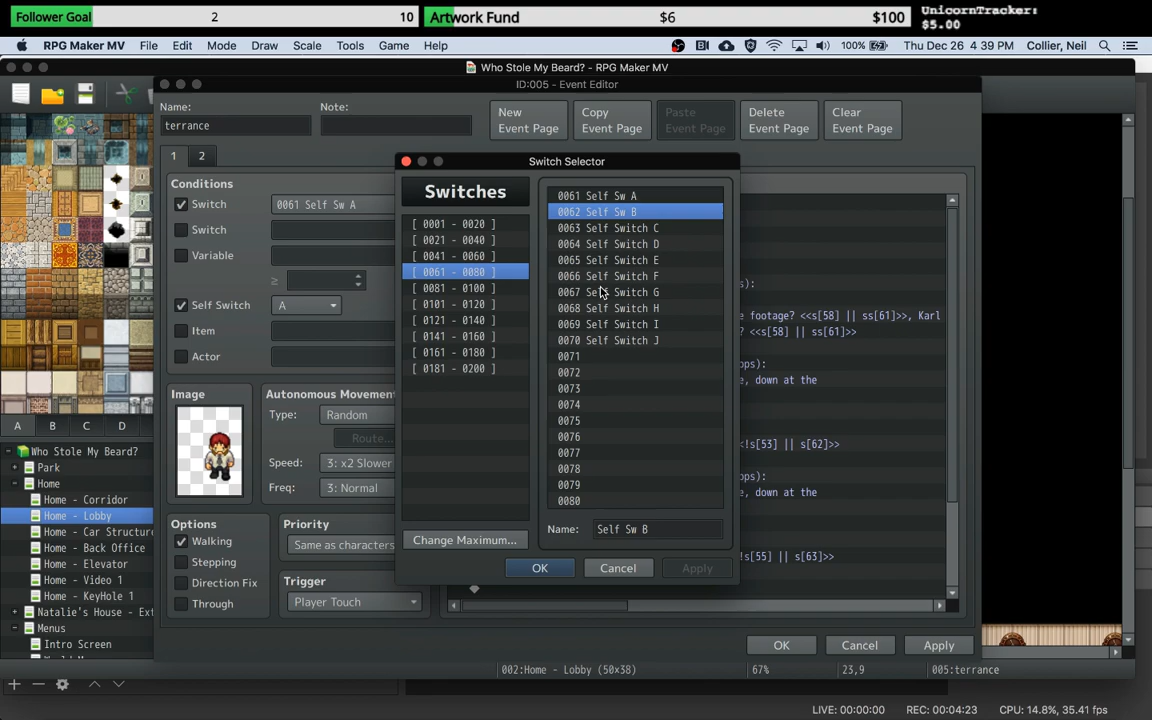 Follower Goal 2 10 Artwork Fund $6 $100 UnicornTracker:
$5.00
RPG Maker MV File Edit Mode Draw Scale Tools Game Help 100% Thu Dec 26 4:39 PM Collier, Neil
Who Stole My Beard? - RPG Maker MV
ID:005 - Event Editor
Name: Note:
terrance
New
Event Page
Copy
Event Page
Paste
Event Page
Delete
Event Page
Clear
Event Page
1 2
Conditions
Switch 0061 Self Sw A
Switch
Variable
≥
Self Switch A
Item
Actor
Image
Autonomous Movement
Type: Random
Route...
Speed: 3: x2 Slower
Freq: 3: Normal
Options
Walking
Stepping
Direction Fix
Through
Priority
Same as characters
Trigger
Player Touch
Switch Selector
Switches
[ 0001 - 0020 ]
[ 0021 - 0040 ]
[ 0041 - 0060 ]
[ 0061 - 0080 ]
[ 0081 - 0100 ]
[ 0101 - 0120 ]
[ 0121 - 0140 ]
[ 0141 - 0160 ]
[ 0161 - 0180 ]
[ 0181 - 0200 ]
Change Maximum...
0061 Self Sw A
0062 Self Sw B
0063 Self Switch C
0064 Self Switch D
0065 Self Switch E
0066 Self Switch F
0067 Self Switch G
0068 Self Switch H
0069 Self Switch I
0070 Self Switch J
0071
0072
0073
0074
0075
0076
0077
0078
0079
0080
Name: Self Sw B
OK Cancel Apply
s):
e footage? <<s[58] || ss[61]>>, Karl
? <<s[58] || ss[61]>>
ops):
e, down at the
<!s[53] || s[62]>>
ops):
e, down at the
!s[55] || s[63]>>
OK Cancel Apply
A B C D
Who Stole My Beard?
Park
Home
Home - Corridor
Home - Lobby
Home - Car Structure
Home - Back Office
Home - Elevator
Home - Video 1
Home - KeyHole 1
Natalie's House - Ext
Menus
Intro Screen
002:Home - Lobby (50x38) 67% 23,9 005:terrance
LIVE: 00:00:00 REC: 00:04:23 CPU: 14.8%, 35.41 fps